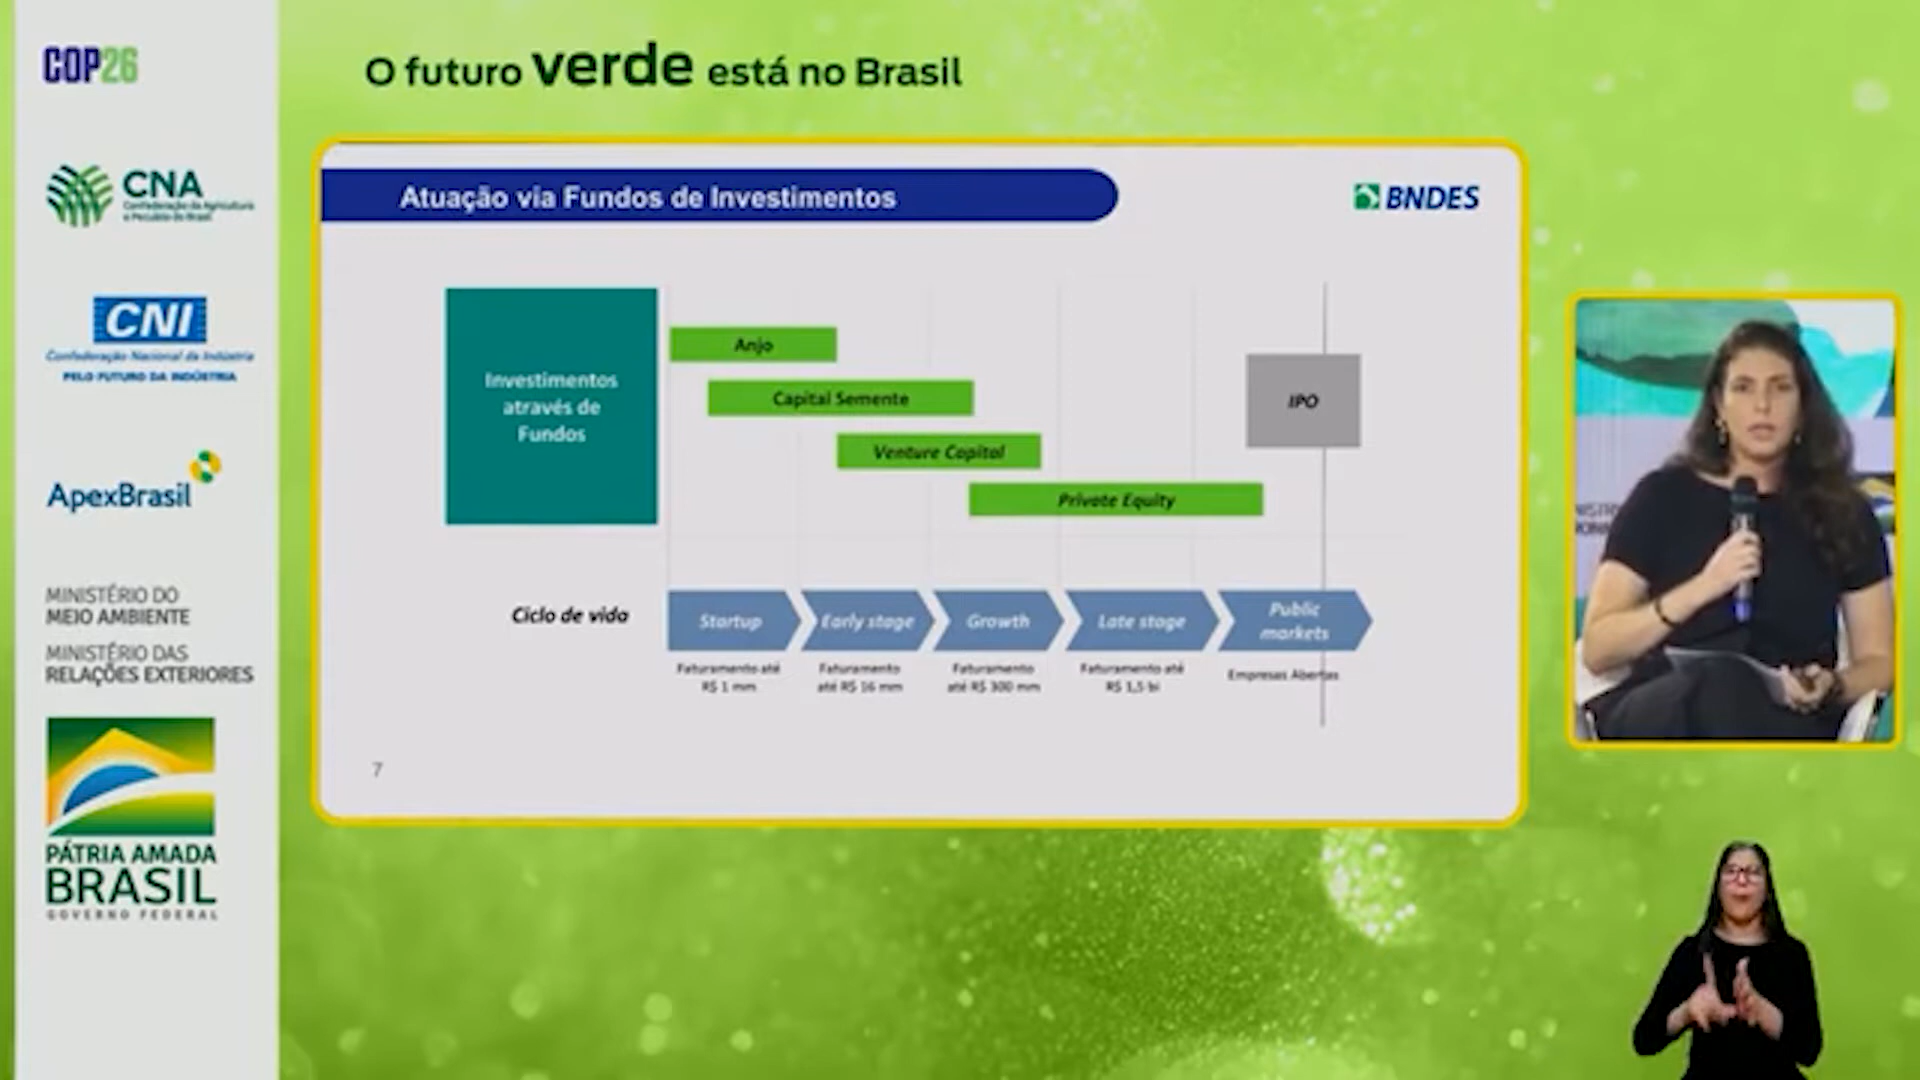 COP26
CNA
Confederação da Agricultura
e Pecuária do Brasil
CNI
Confederação Nacional da Indústria
PELO FUTURO DA INDÚSTRIA
ApexBrasil
MINISTÉRIO DO
MEIO AMBIENTE
MINISTÉRIO DAS
RELAÇÕES EXTERIORES
PÁTRIA AMADA
BRASIL
GOVERNO FEDERAL
O futuro verde está no Brasil
Atuação via Fundos de Investimentos
BNDES
Investimentos
através de
Fundos
Anjo
Capital Semente
Venture Capital
Private Equity
IPO
Ciclo de vida
Startup
Early stage
Growth
Late stage
Public
markets
Faturamento até
R$ 1 mm
Faturamento
até R$ 16 mm
Faturamento
até R$ 300 mm
Faturamento até
R$ 1,5 bi
Empresas Abertas
7